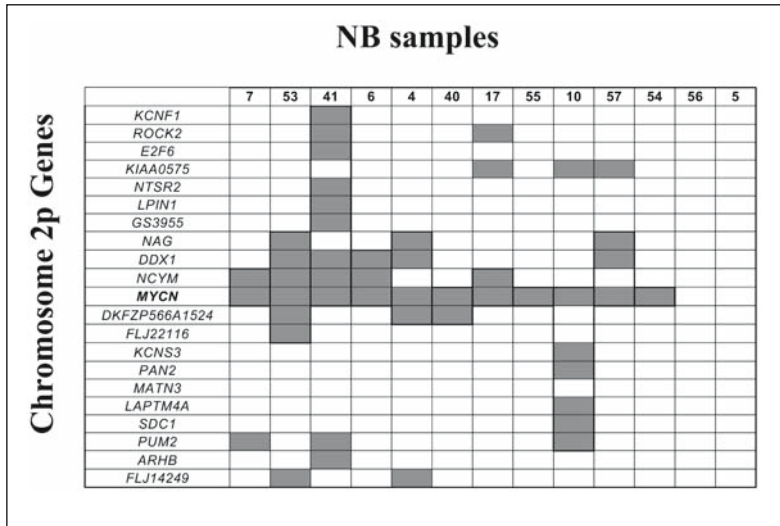 NB samples
7 53 41 6 4 40 17 55 10 57 54 56 5
Chromosome 2p Genes
KCNF1
ROCK2
E2F6
KIAA0575
NTSR2
LPIN1
GS3955
NAG
DDX1
NCYM
MYCN
DKFZP566A1524
FLJ22116
KCNS3
PAN2
MATN3
LAPTM4A
SDC1
PUM2
ARHB
FLJ14249